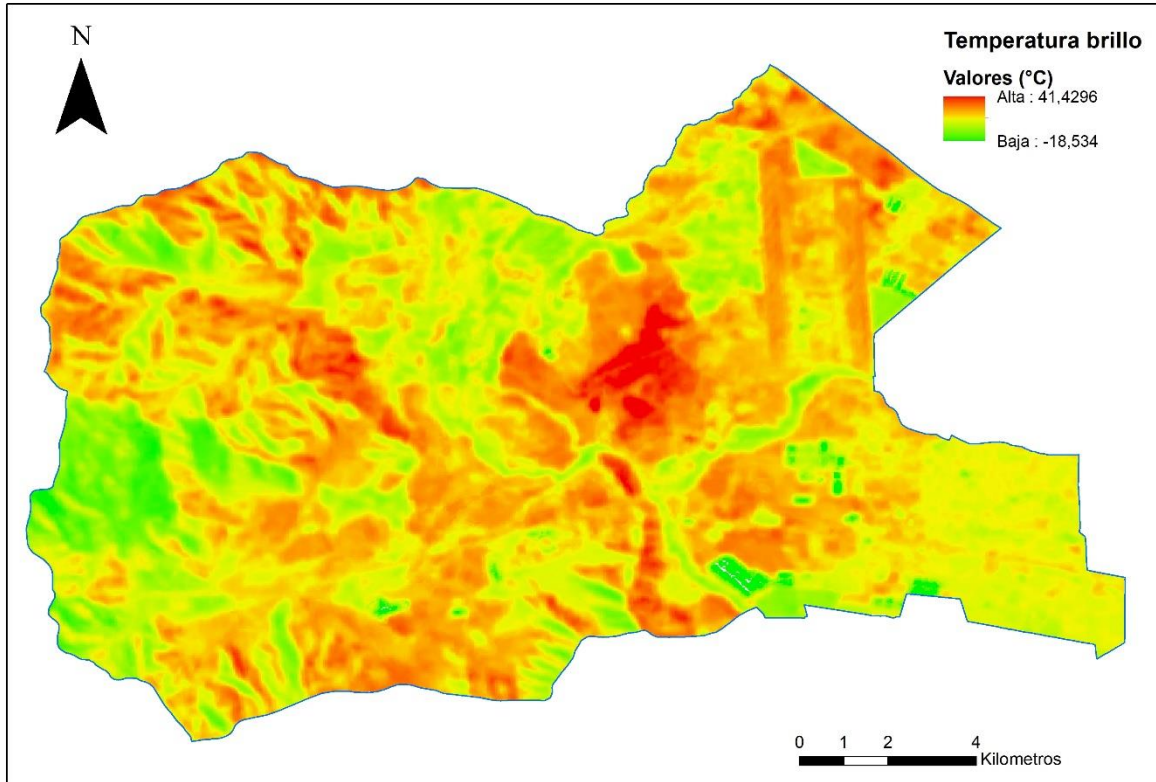 N
Temperatura brillo
Valores (°C)
Alta : 41,4296
Baja : -18,534
0 1 2 4
Kilometros